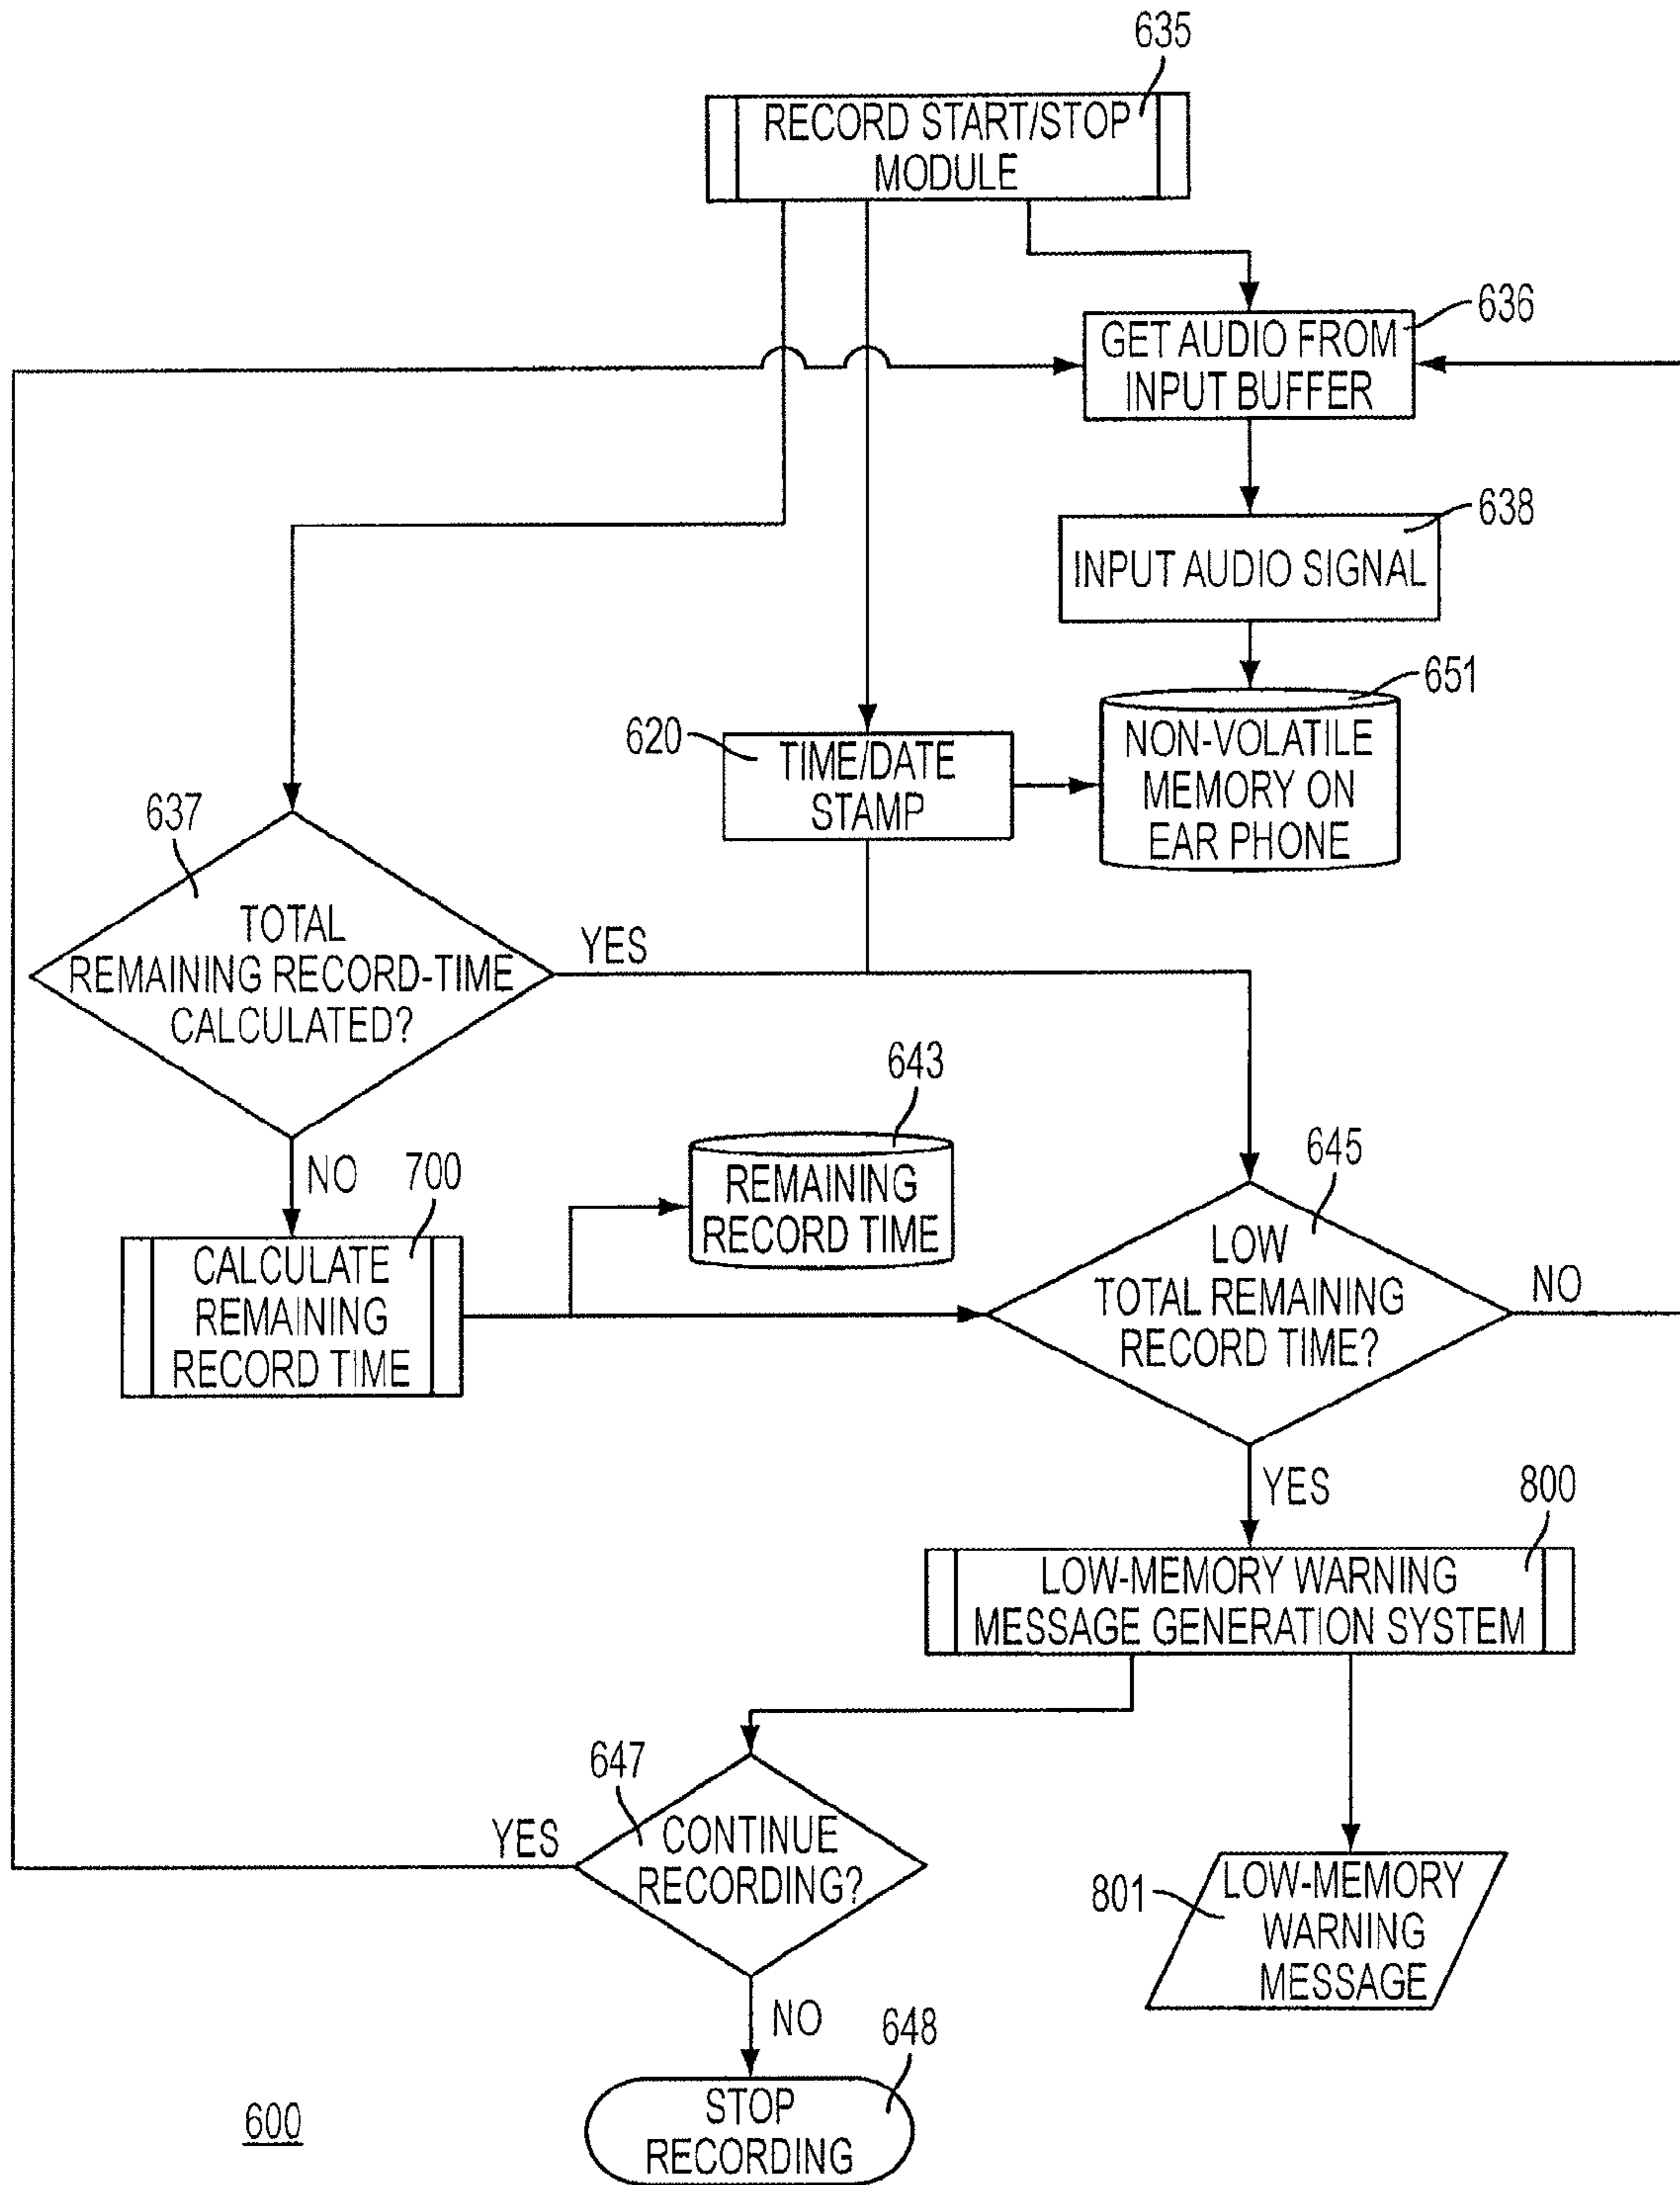 635
RECORD START/STOP
MODULE
636
GET AUDIO FROM
INPUT BUFFER
638
INPUT AUDIO SIGNAL
651
NON-VOLATILE
MEMORY ON
EAR PHONE
620
TIME/DATE
STAMP
637
TOTAL
REMAINING RECORD-TIME
CALCULATED?
YES
NO
700
CALCULATE
REMAINING
RECORD TIME
643
REMAINING
RECORD TIME
645
LOW
TOTAL REMAINING
RECORD TIME?
NO
YES
800
LOW-MEMORY WARNING
MESSAGE GENERATION SYSTEM
647
CONTINUE
RECORDING?
YES
NO
801
LOW-MEMORY
WARNING
MESSAGE
648
STOP
RECORDING
600